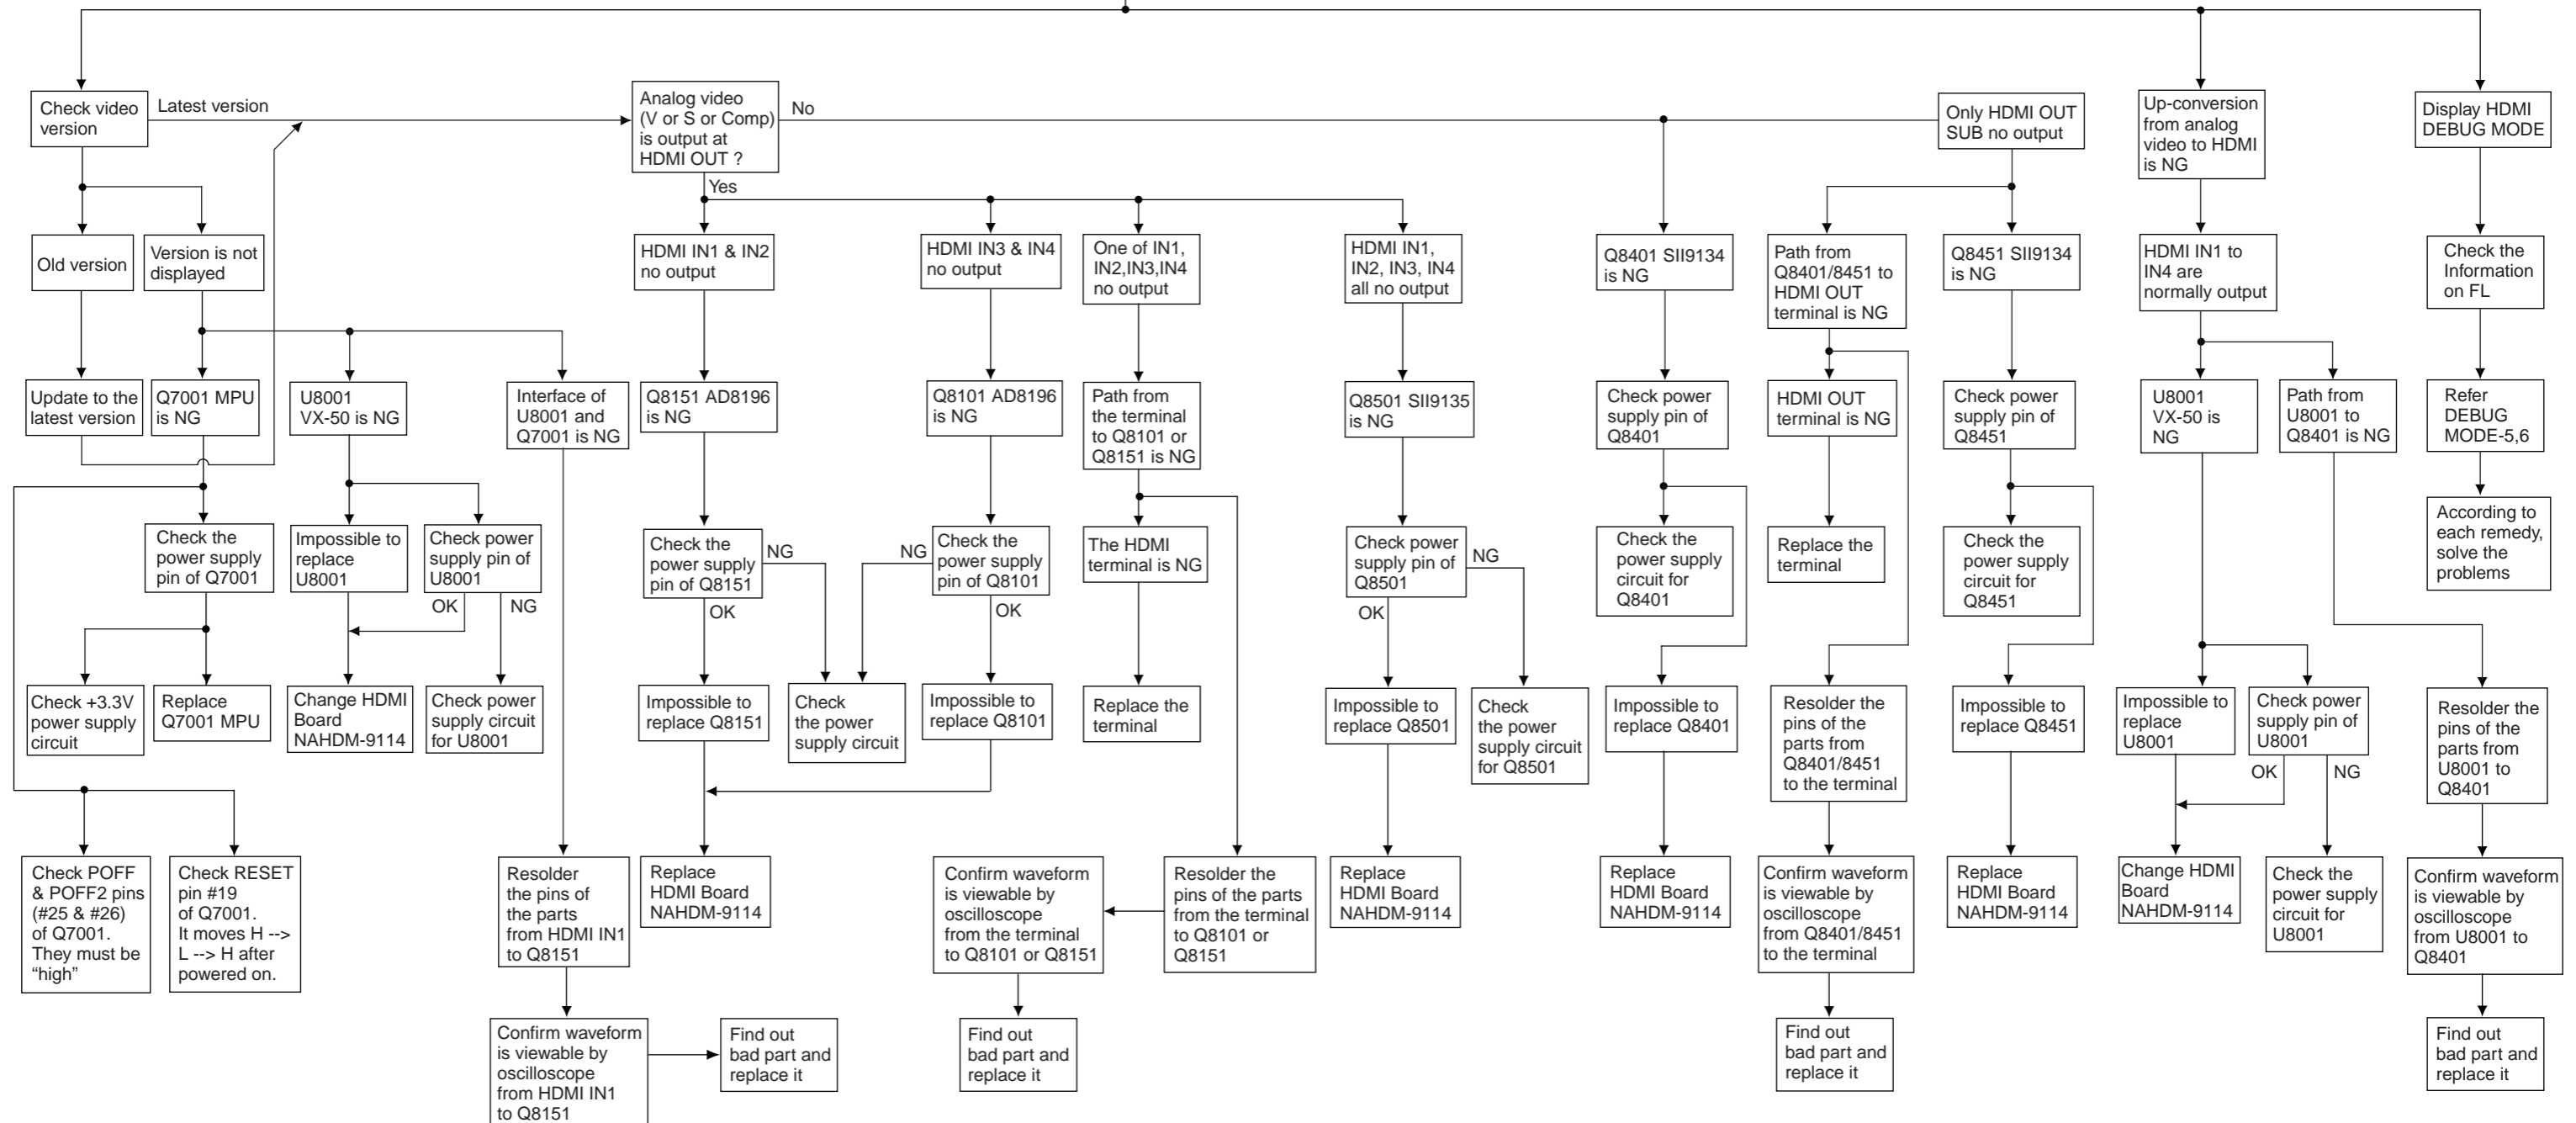 Check video
version
Latest version
Analog video
(V or S or Comp)
is output at
HDMI OUT ?
No
Yes
Only HDMI OUT
SUB no output
Up-conversion
from analog
video to HDMI
is NG
Display HDMI
DEBUG MODE
Old version
Version is not
displayed
HDMI IN1 & IN2
no output
HDMI IN3 & IN4
no output
One of IN1,
IN2,IN3,IN4
no output
HDMI IN1,
IN2, IN3, IN4
all no output
Q8401 SII9134
is NG
Path from
Q8401/8451 to
HDMI OUT
terminal is NG
Q8451 SII9134
is NG
HDMI IN1 to
IN4 are
normally output
Check the
Information
on FL
Update to the
latest version
Q7001 MPU
is NG
U8001
VX-50 is NG
Interface of
U8001 and
Q7001 is NG
Q8151 AD8196
is NG
Q8101 AD8196
is NG
Path from
the terminal
to Q8101 or
Q8151 is NG
Q8501 SII9135
is NG
Check power
supply pin of
Q8401
HDMI OUT
terminal is NG
Check power
supply pin of
Q8451
U8001
VX-50 is
NG
Path from
U8001 to
Q8401 is NG
Refer
DEBUG
MODE-5,6
Check the
power supply
pin of Q7001
Impossible to
replace
U8001
Check power
supply pin of
U8001
OK
NG
Check the
power supply
pin of Q8151
NG
OK
NG
Check the
power supply
pin of Q8101
OK
The HDMI
terminal is NG
Check power
supply pin of
Q8501
NG
OK
Check the
power supply
circuit for
Q8401
Replace the
terminal
Check the
power supply
circuit for
Q8451
According to
each remedy,
solve the
problems
Check +3.3V
power supply
circuit
Replace
Q7001 MPU
Change HDMI
Board
NAHDM-9114
Check power
supply circuit
for U8001
Impossible to
replace Q8151
Check
the power
supply circuit
Impossible to
replace Q8101
Replace the
terminal
Impossible to
replace Q8501
Check
the power
supply circuit
for Q8501
Impossible to
replace Q8401
Resolder the
pins of the
parts from
Q8401/8451
to the terminal
Impossible to
replace Q8451
Impossible to
replace
U8001
Check power
supply pin of
U8001
OK
NG
Resolder the
pins of the
parts from
U8001 to
Q8401
Check POFF
& POFF2 pins
(#25 & #26)
of Q7001.
They must be
“high”
Check RESET
pin #19
of Q7001.
It moves H -->
L --> H after
powered on.
Resolder
the pins of
the parts
from HDMI IN1
to Q8151
Replace
HDMI Board
NAHDM-9114
Confirm waveform
is viewable by
oscilloscope
from the terminal
to Q8101 or Q8151
Resolder the
pins of the parts
from the terminal
to Q8101 or
Q8151
Replace
HDMI Board
NAHDM-9114
Replace
HDMI Board
NAHDM-9114
Confirm waveform
is viewable by
oscilloscope
from Q8401/8451
to the terminal
Replace
HDMI Board
NAHDM-9114
Change HDMI
Board
NAHDM-9114
Check the
power supply
circuit for
U8001
Confirm waveform
is viewable by
oscilloscope
from U8001 to
Q8401
Confirm waveform
is viewable by
oscilloscope
from HDMI IN1
to Q8151
Find out
bad part and
replace it
Find out
bad part and
replace it
Find out
bad part and
replace it
Find out
bad part and
replace it